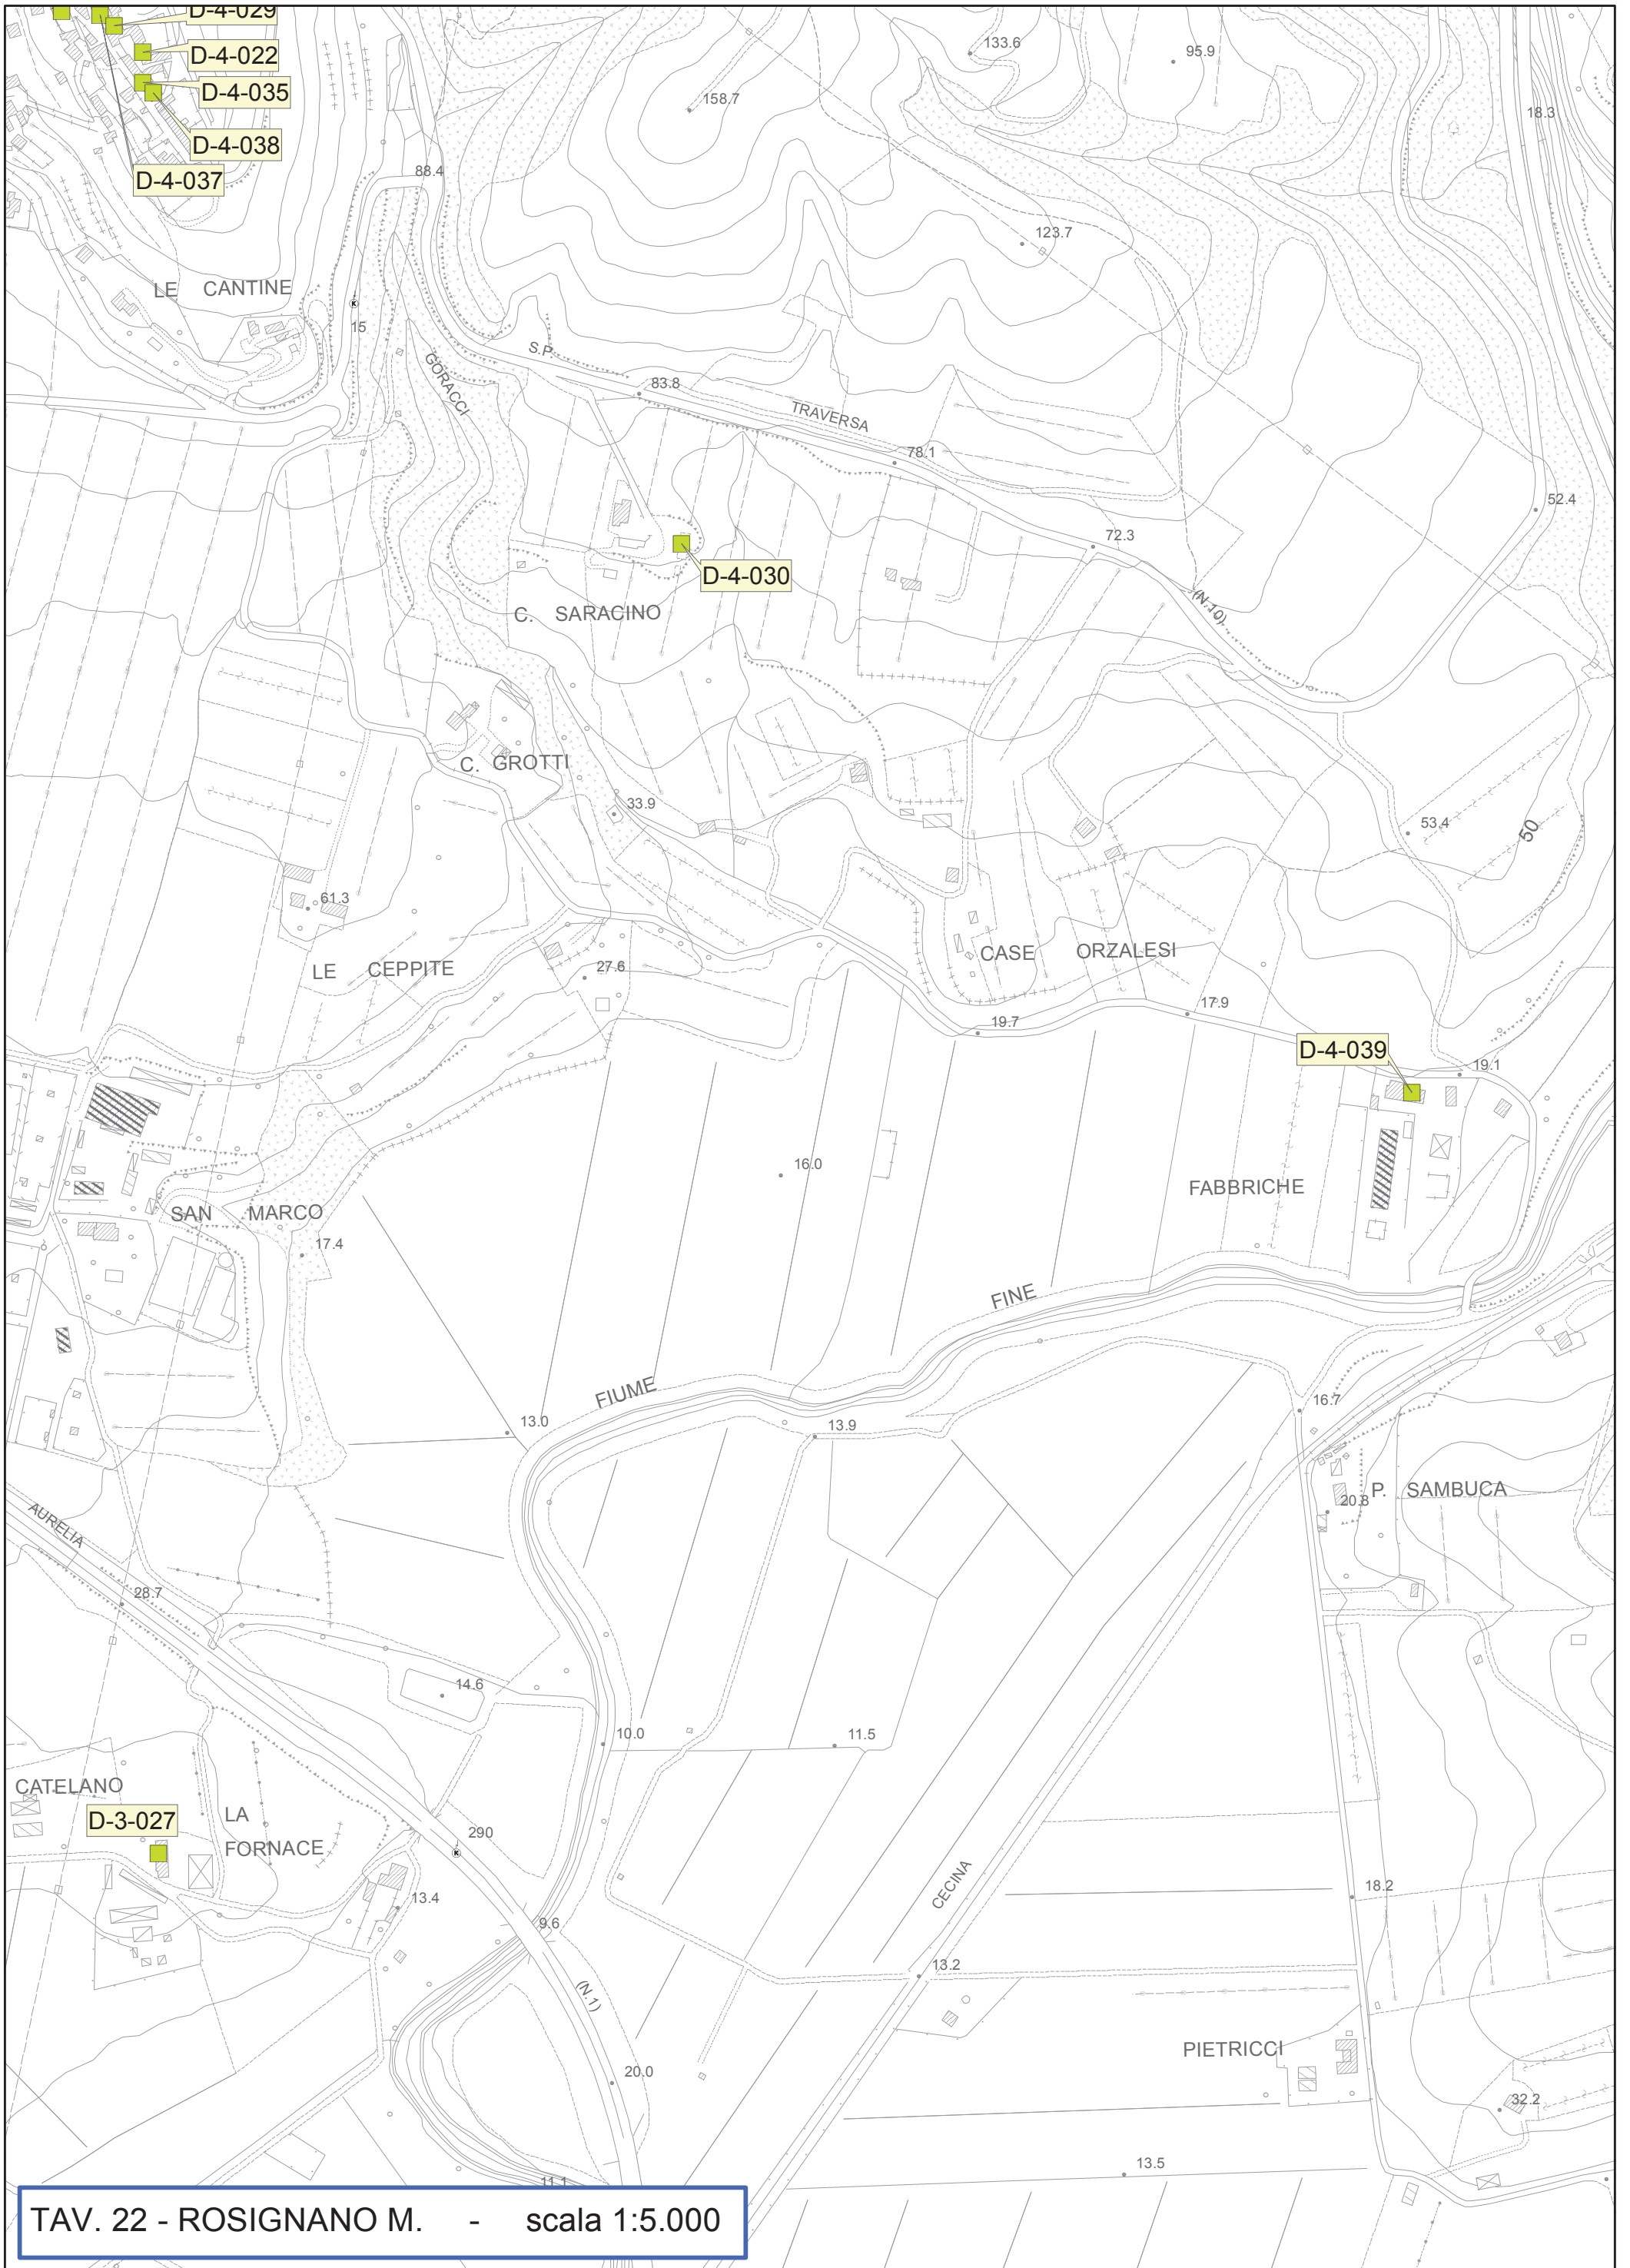 D-4-029
D-4-022
D-4-035
D-4-038
D-4-037
133.6
95.9
158.7
18.3
88.4
123.7
LE CANTINE
15
GORACCI
S.P.
83.8
TRAVERSA
78.1
52.4
72.3
D-4-030
(N.10)
C. SARACINO
C. GROTTI
33.9
53.4
50
61.3
LE CEPPITE
27.6
CASE ORZALESI
19.7
17.9
D-4-039
19.1
16.0
FABBRICHE
SAN MARCO
17.4
FINE
FIUME
13.0
13.9
16.7
AURELIA
20.8
P. SAMBUCA
28.7
14.6
10.0
11.5
CATELANO
D-3-027
LA
FORNACE
290
13.4
9.6
CECINA
18.2
13.2
(N.1)
PIETRICCI
20.0
32.2
13.5
11.1
TAV. 22 - ROSIGNANO M. - scala 1:5.000